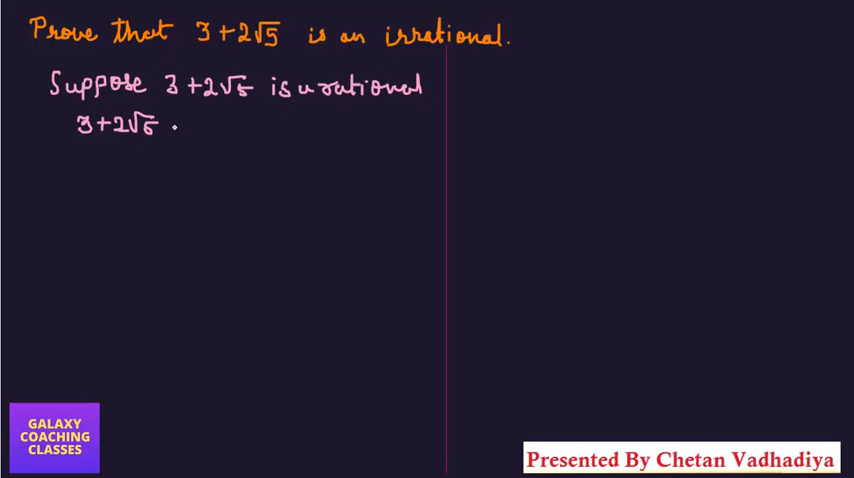 Prove that 3+2√5 is an irrational.
Suppose 3+2√5 is a rational
3+2√5
GALAXY
COACHING
CLASSES
Presented By Chetan Vadhadiya